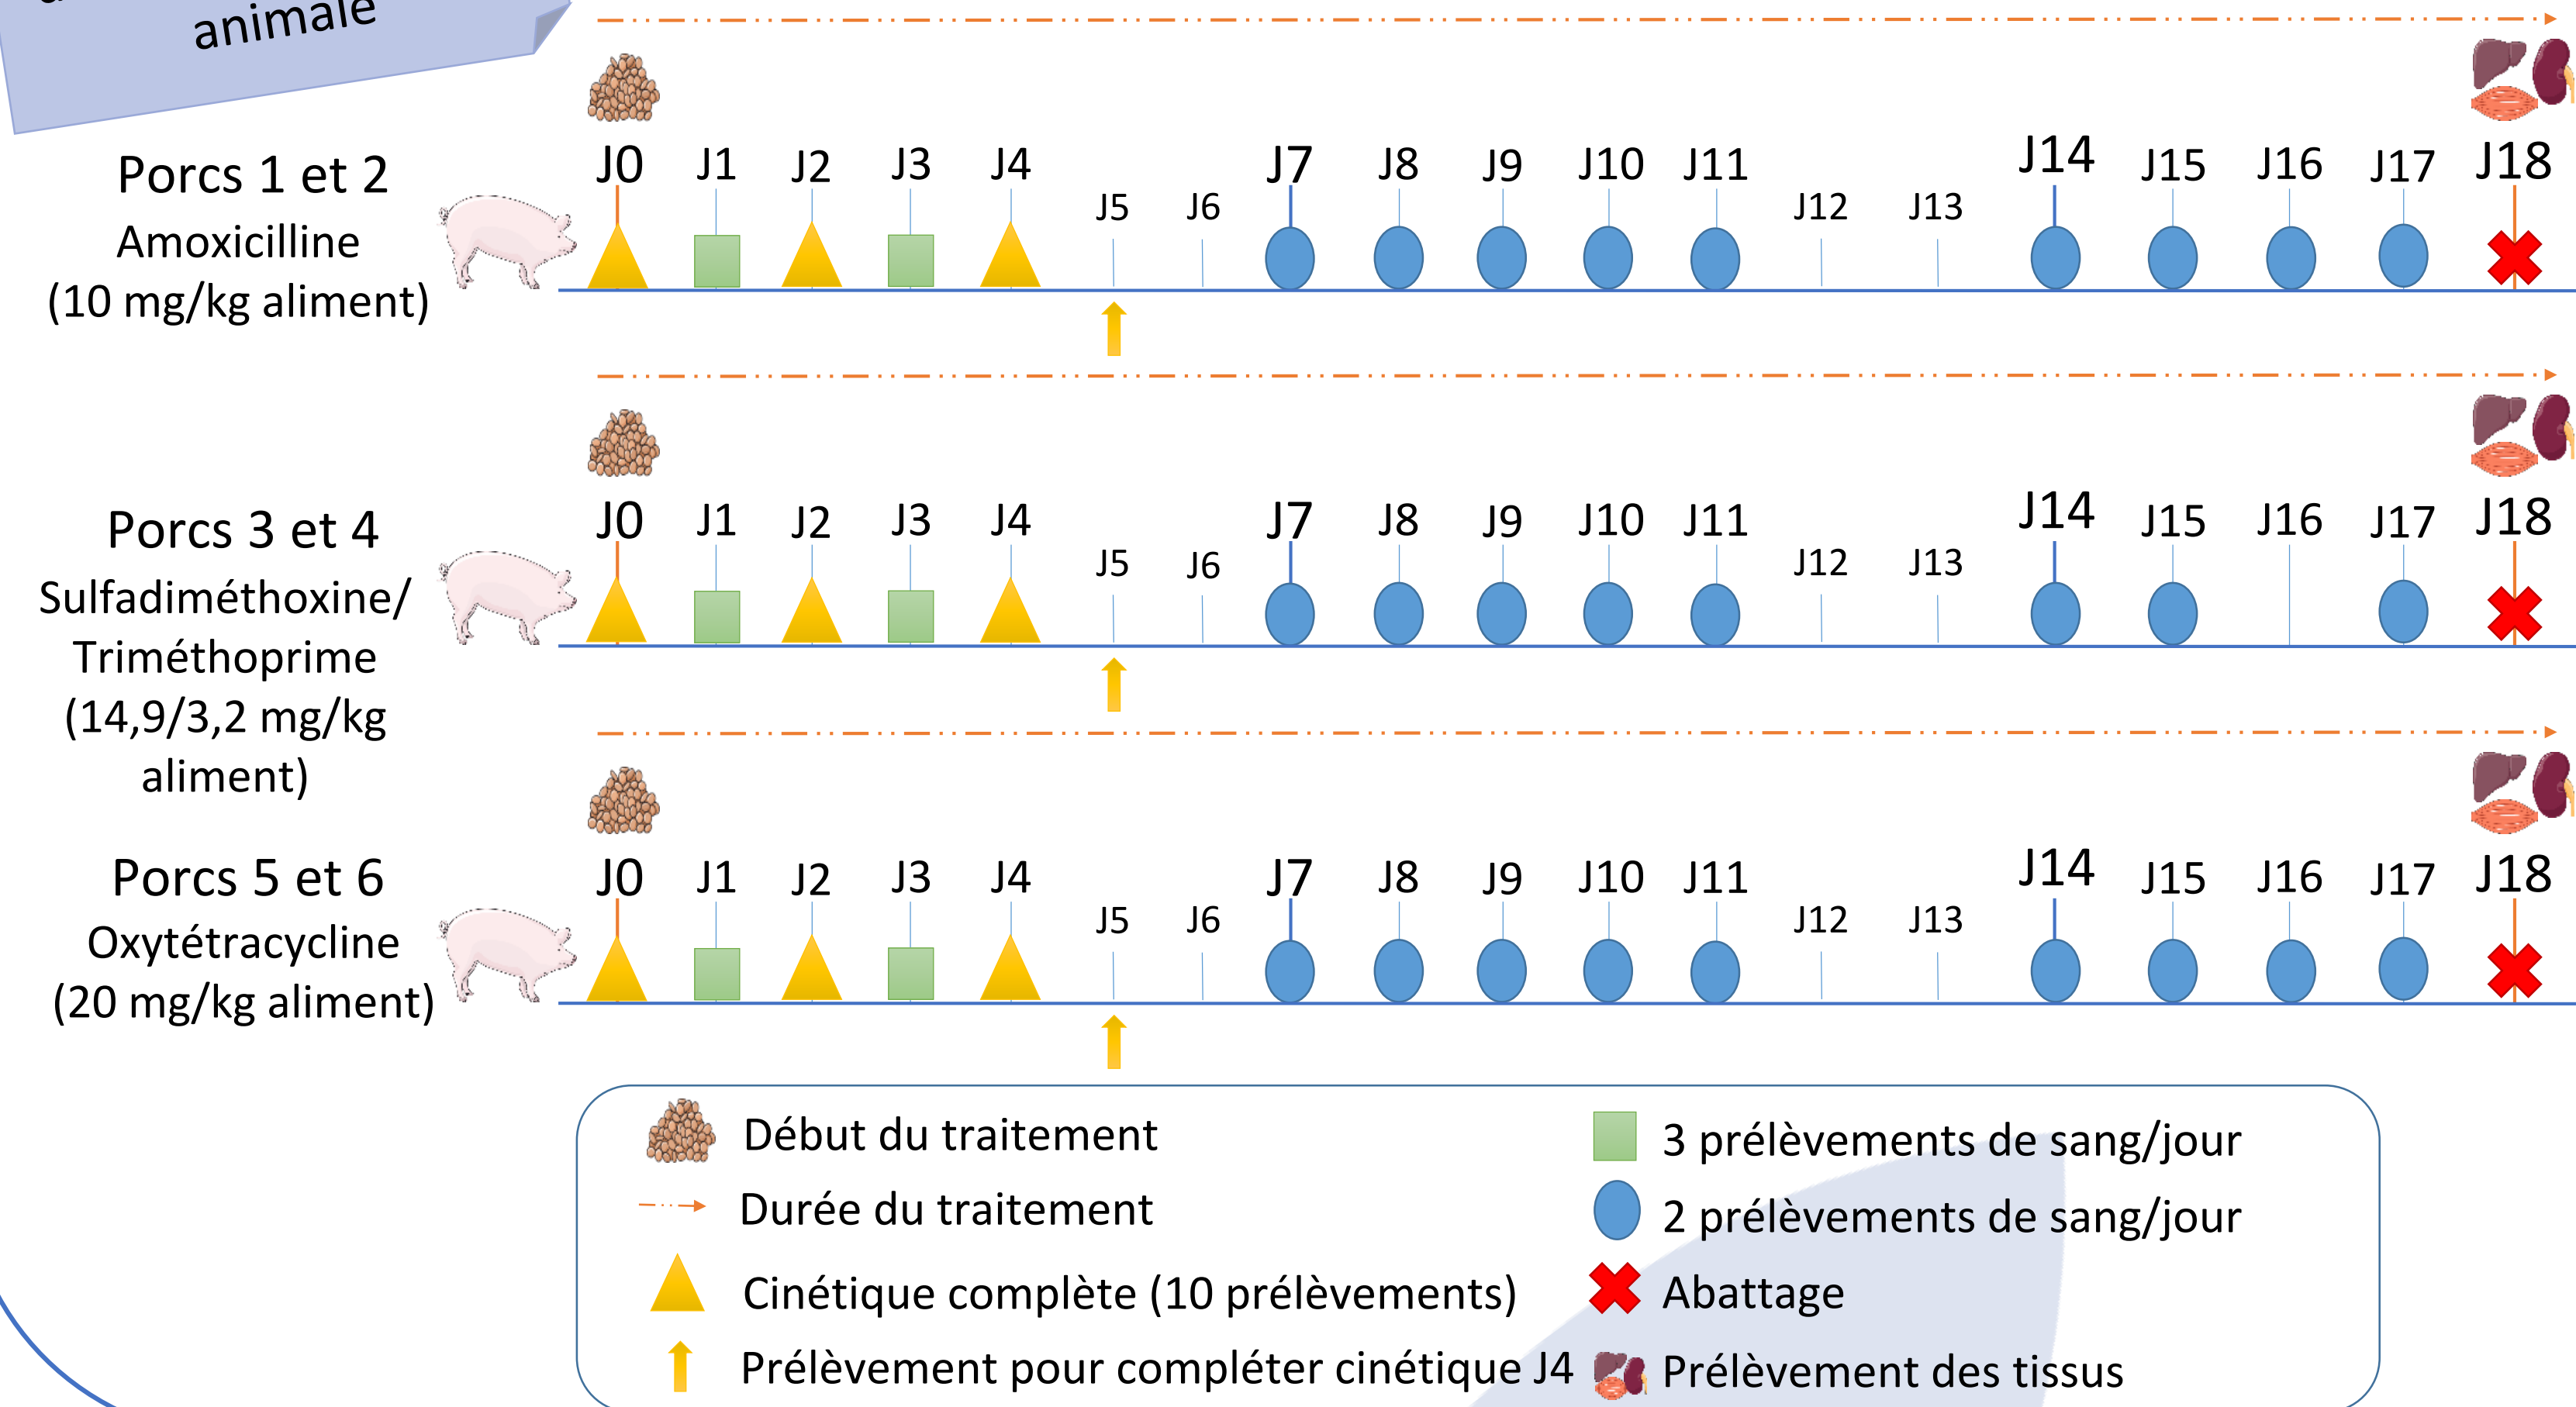 animale
Porcs 1 et 2
Amoxicilline
(10 mg/kg aliment)
J0 J1 J2 J3 J4 J5 J6 J7 J8 J9 J10 J11 J12 J13 J14 J15 J16 J17 J18
Porcs 3 et 4
Sulfadiméthoxine/
Triméthoprime
(14,9/3,2 mg/kg
aliment)
J0 J1 J2 J3 J4 J5 J6 J7 J8 J9 J10 J11 J12 J13 J14 J15 J16 J17 J18
Porcs 5 et 6
Oxytétracycline
(20 mg/kg aliment)
J0 J1 J2 J3 J4 J5 J6 J7 J8 J9 J10 J11 J12 J13 J14 J15 J16 J17 J18
Début du traitement
Durée du traitement
Cinétique complète (10 prélèvements)
Prélèvement pour compléter cinétique J4
3 prélèvements de sang/jour
2 prélèvements de sang/jour
Abattage
Prélèvement des tissus